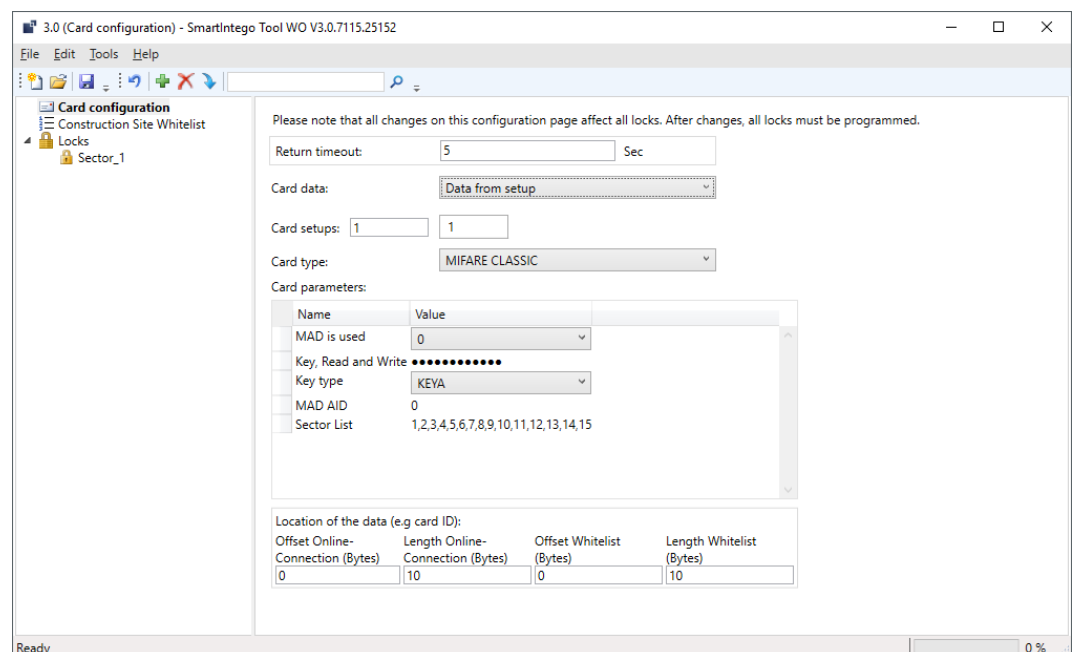 3.0 (Card configuration) - SmartIntego Tool WO V3.0.7115.25152
File Edit Tools Help
Card configuration
Construction Site Whitelist
Locks
Sector_1
Please note that all changes on this configuration page affect all locks. After changes, all locks must be programmed.
Return timeout: 5 Sec
Card data: Data from setup
Card setups: 1 1
Card type: MIFARE CLASSIC
Card parameters:
Name Value
MAD is used 0
Key, Read and Write ●●●●●●●●●●●●
Key type KEYA
MAD AID 0
Sector List 1,2,3,4,5,6,7,8,9,10,11,12,13,14,15
Location of the data (e.g card ID):
Offset Online- Length Online- Offset Whitelist Length Whitelist
Connection (Bytes) Connection (Bytes) (Bytes) (Bytes)
0 10 0 10
Ready 0 %